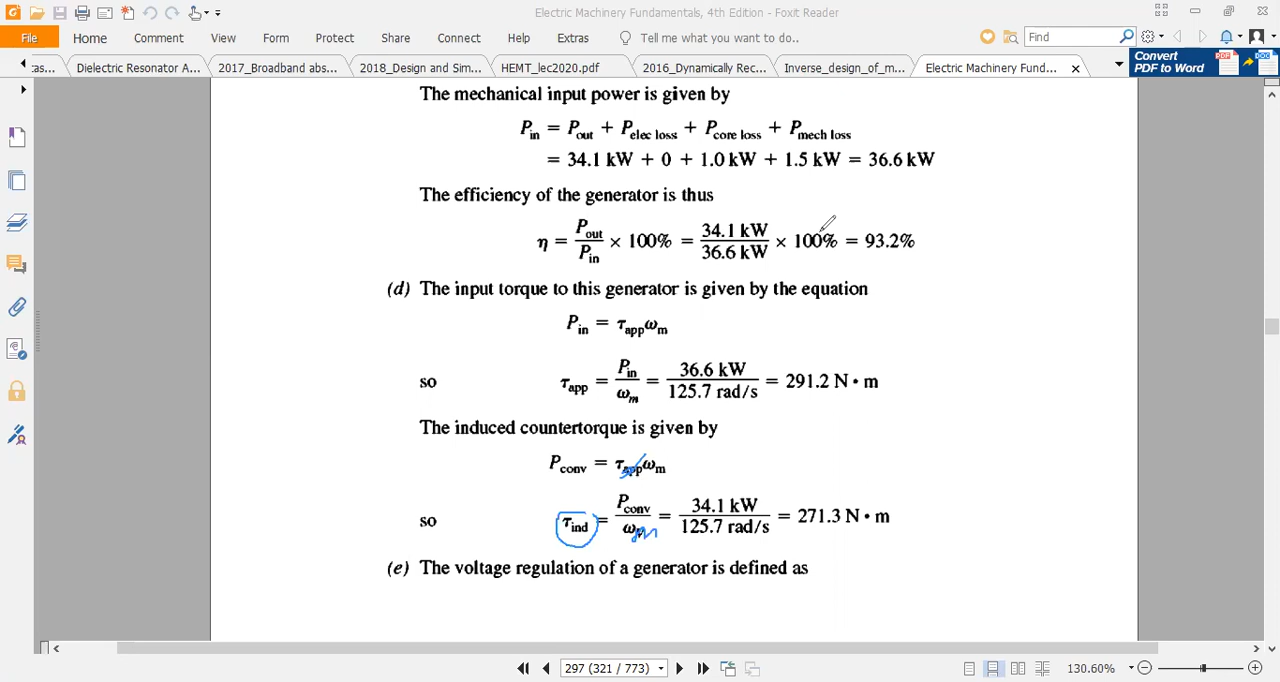 Electric Machinery Fundamentals, 4th Edition - Foxit Reader
File Home Comment View Form Protect Share Connect Help Extras Tell me what you want to do.. Find
...tas... Dielectric Resonator A... 2017_Broadband abs... 2018_Design and Sim... HEMT_lec2OD.pdf 2016_Dynamically Rec... Inverse_design_of_m... Electric Machinery Fund... Convert PDF to Word
The mechanical input power is given by
P_in = P_out + P_elec loss + P_core loss + P_mech loss
= 34.1 kW + 0 + 1.0 kW + 1.5 kW = 36.6 kW
The efficiency of the generator is thus
η = P_out/P_in × 100% = 34.1 kW/36.6 kW × 100% = 93.2%
(d) The input torque to this generator is given by the equation
P_in = τ_app ω_m
so τ_app = P_in/ω_m = 36.6 kW/125.7 rad/s = 291.2 N • m
The induced countertorque is given by
P_conv = τ_app ω_m
so τ_ind = P_conv/ω_m = 34.1 kW/125.7 rad/s = 271.3 N • m
(e) The voltage regulation of a generator is defined as
297 (321 / 773) 130.60%